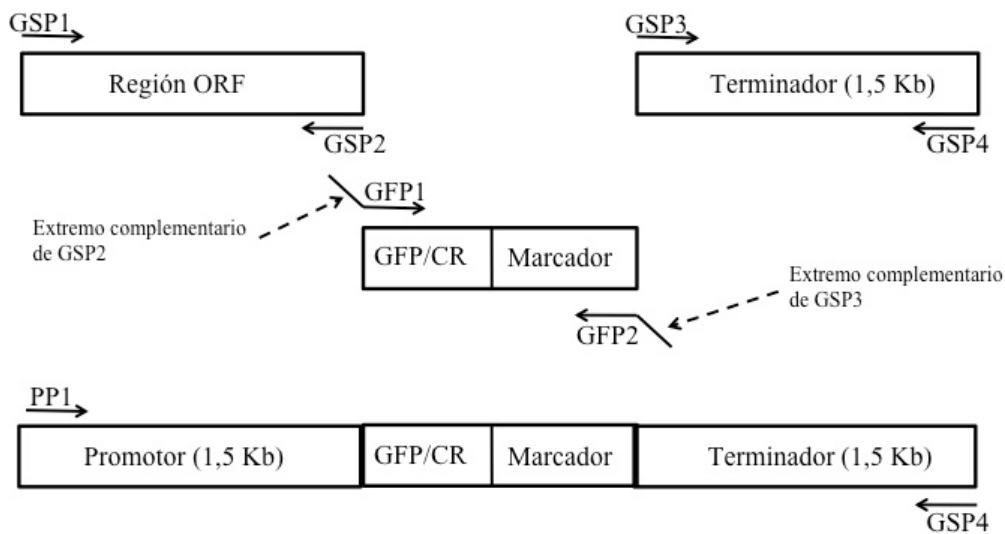 GSP1
GSP3
Región ORF
Terminador (1,5 Kb)
GSP2
GSP4
GFP1
Extremo complementario
de GSP2
GFP/CR
Marcador
Extremo complementario
de GSP3
GFP2
PP1
Promotor (1,5 Kb)
GFP/CR
Marcador
Terminador (1,5 Kb)
GSP4